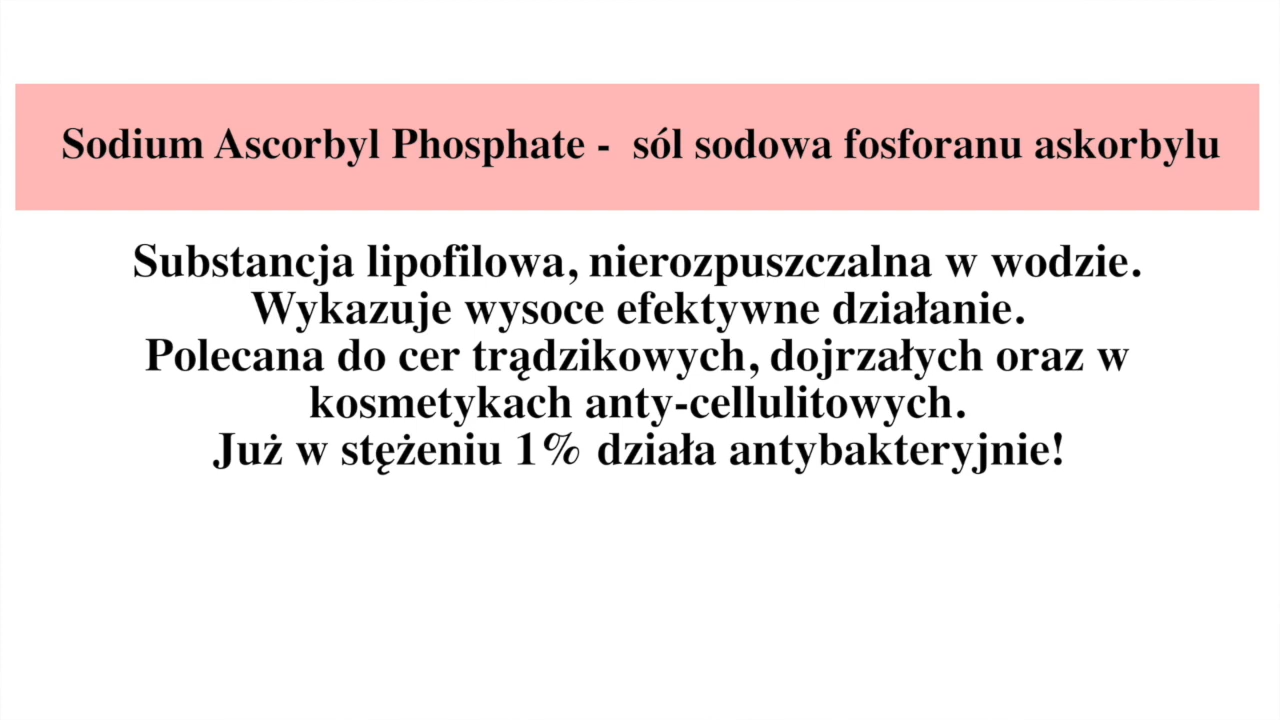 Sodium Ascorbyl Phosphate - sól sodowa fosforanu askorbylu
Substancja lipofilowa, nierozpuszczalna w wodzie.
Wykazuje wysoce efektywne działanie.
Polecana do cer trądzikowych, dojrzałych oraz w
kosmetykach anty-cellulitowych.
Już w stężeniu 1% działa antybakteryjnie!